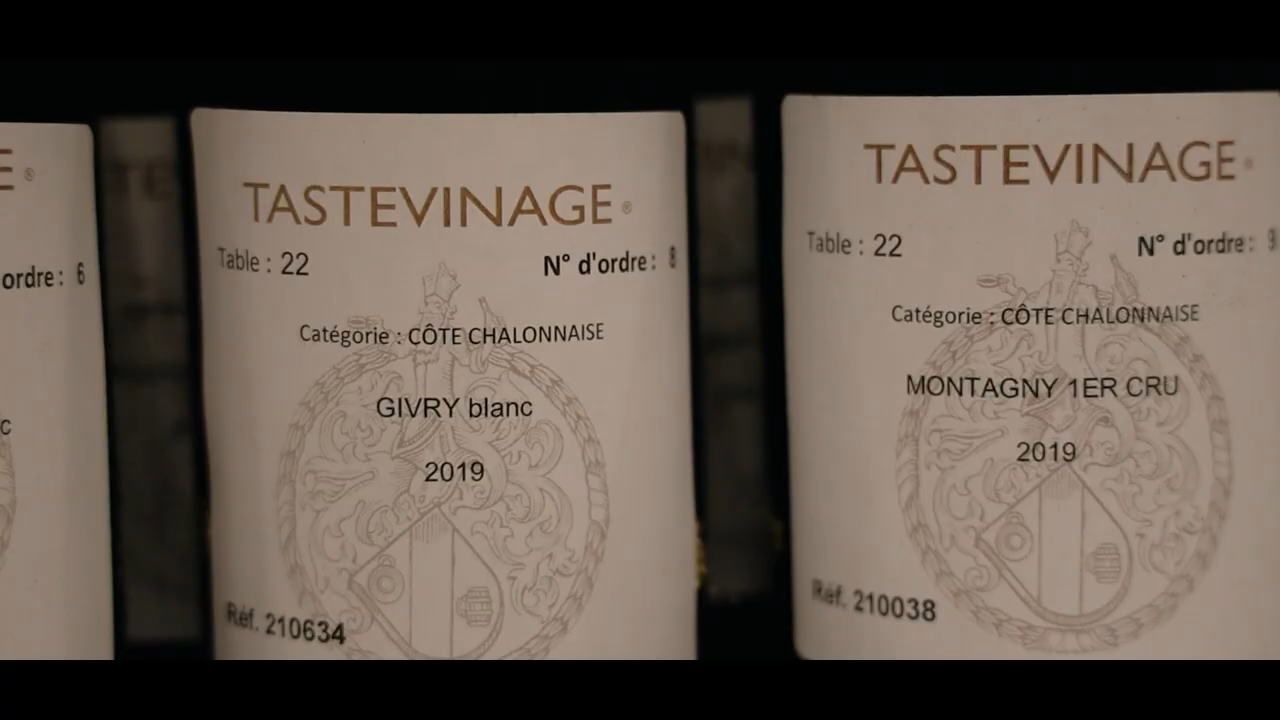 E®
ordre : 6
c
TASTEVINAGE®
Table : 22 N° d'ordre : 8
Catégorie : CÔTE CHALONNAISE
GIVRY blanc
2019
Réf. 210634
TASTEVINAGE®
Table : 22 N° d'ordre : 9
Catégorie : CÔTE CHALONNAISE
MONTAGNY 1ER CRU
2019
Réf. 210038